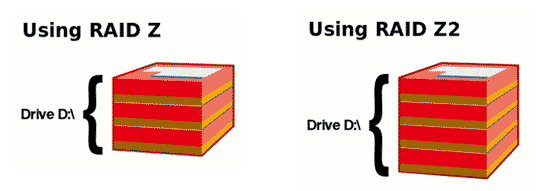 Using RAID Z
Drive D:\
Using RAID Z2
Drive D:\